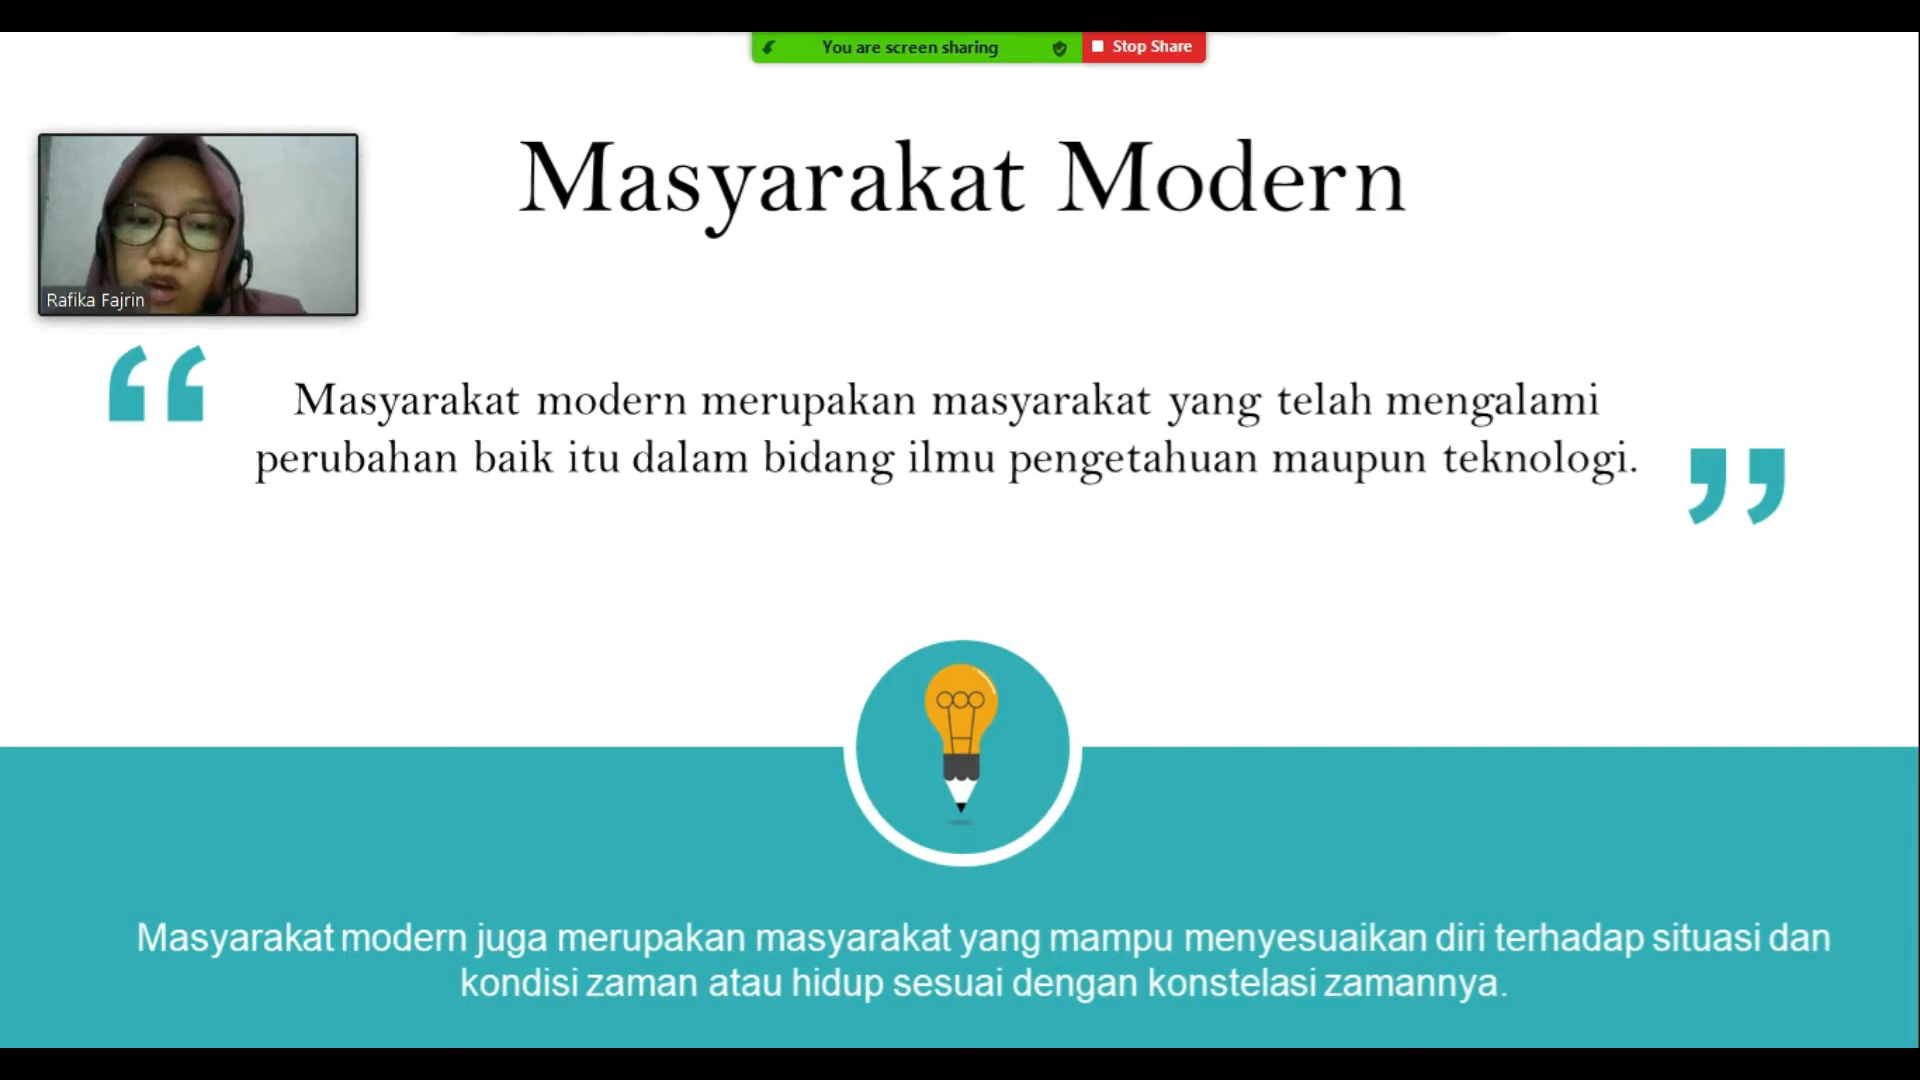 You are screen sharing
Stop Share
Masyarakat Modern
Rafika Fajrin
“
Masyarakat modern merupakan masyarakat yang telah mengalami
perubahan baik itu dalam bidang ilmu pengetahuan maupun teknologi.
”
Masyarakat modern juga merupakan masyarakat yang mampu menyesuaikan diri terhadap situasi dan
kondisi zaman atau hidup sesuai dengan konstelasi zamannya.